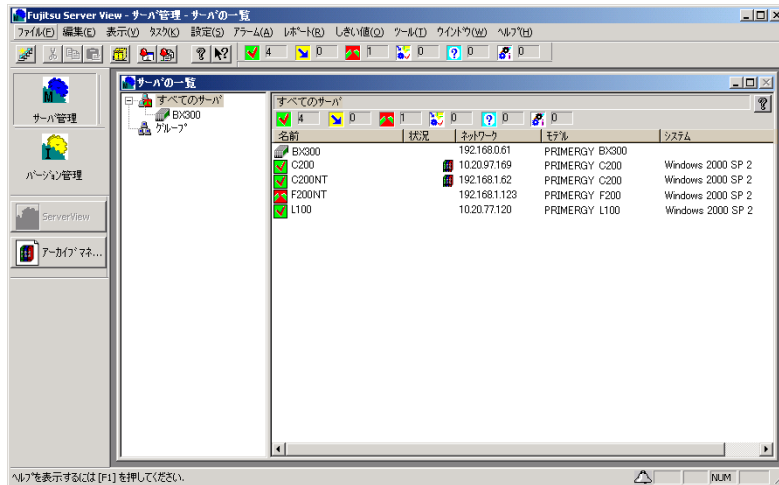 Fujitsu Server View - サーバ管理 - サーバの一覧
ファイル(F) 編集(E) 表示(V) タスク(K) 設定(S) アラーム(A) レポート(R) しきい値(O) ツール(T) ウインドウ(W) ヘルプ(H)
4 0 1 0 0 0
サーバ管理
バージョン管理
ServerView
アーカイブマネ...
サーバの一覧
すべてのサーバ
BX300
グループ
すべてのサーバ
4 0 1 0 0 0
名前 状況 ネットワーク モデル システム
BX300 192.168.0.61 PRIMERGY BX300
C200 10.20.97.169 PRIMERGY C200 Windows 2000 SP 2
C200NT 192.168.1.62 PRIMERGY C200 Windows 2000 SP 2
F200NT 192.168.1.123 PRIMERGY F200 Windows 2000 SP 2
L100 10.20.77.120 PRIMERGY L100 Windows 2000 SP 2
ヘルプを表示するには [F1] を押してください。
NUM